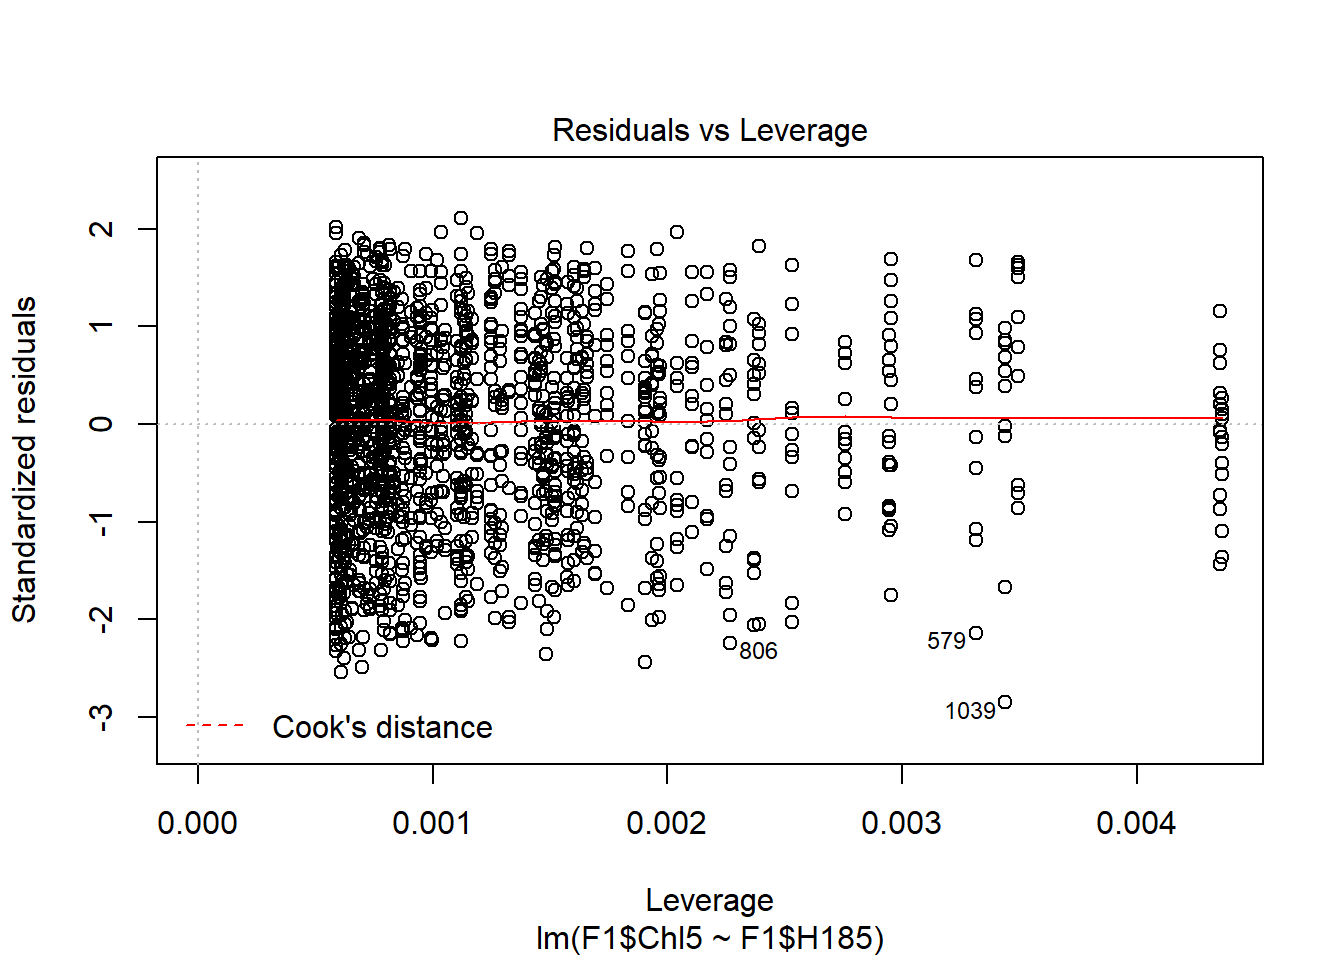 Residuals vs Leverage
Standardized residuals
2
1
0
-1
-2
-3
806
579
1039
Cook's distance
0.000 0.001 0.002 0.003 0.004
Leverage
lm(F1$Chl5 ~ F1$H185)